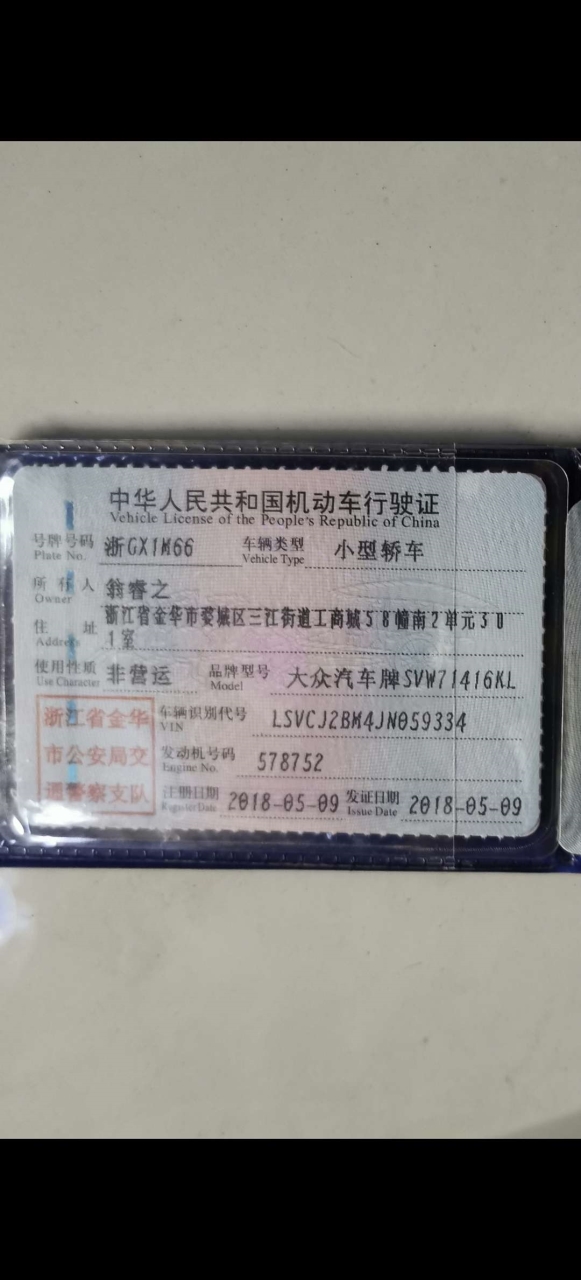 中华人民共和国机动车行驶证
Vehicle License of the People's Republic of China
号牌号码 浙GX1M66 车辆类型 小型轿车
Plate No. Vehicle Type
所有人 翁睿之
Owner
住址 浙江省金华市婺城区三江街道工商城58幢南2单元30
Address 1室
使用性质 非营运 品牌型号 大众汽车牌SVW71416KL
Use Character Model
浙江省金华 车辆识别代号 LSVCJ2BM4JN059334
VIN
市公安局交 发动机号码 578752
Engine No.
通警察支队 注册日期 2018-05-09 发证日期 2018-05-09
Register Date Issue Date